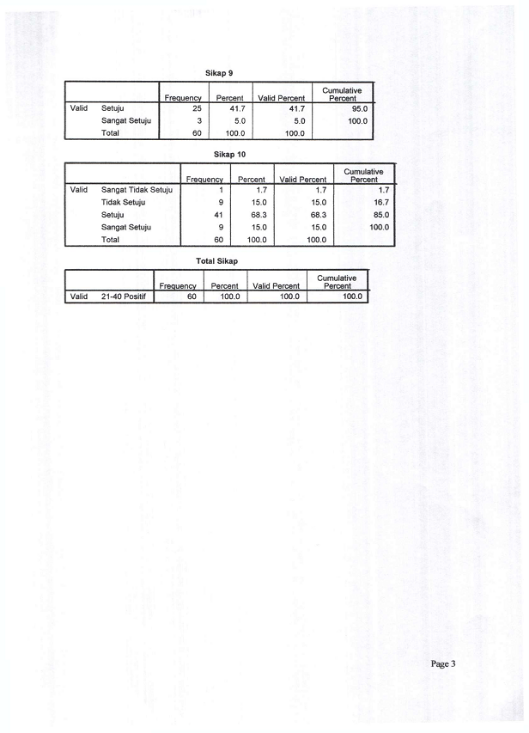 Sikap 9
Frequency Percent Valid Percent Cumulative Percent
Valid Setuju 25 41.7 41.7 95.0
Sangat Setuju 3 5.0 5.0 100.0
Total 60 100.0 100.0
Sikap 10
Frequency Percent Valid Percent Cumulative Percent
Valid Sangat Tidak Setuju 1 1.7 1.7 1.7
Tidak Setuju 9 15.0 15.0 16.7
Setuju 41 68.3 68.3 85.0
Sangat Setuju 9 15.0 15.0 100.0
Total 60 100.0 100.0
Total Sikap
Frequency Percent Valid Percent Cumulative Percent
Valid 21-40 Positif 60 100.0 100.0 100.0
Page 3